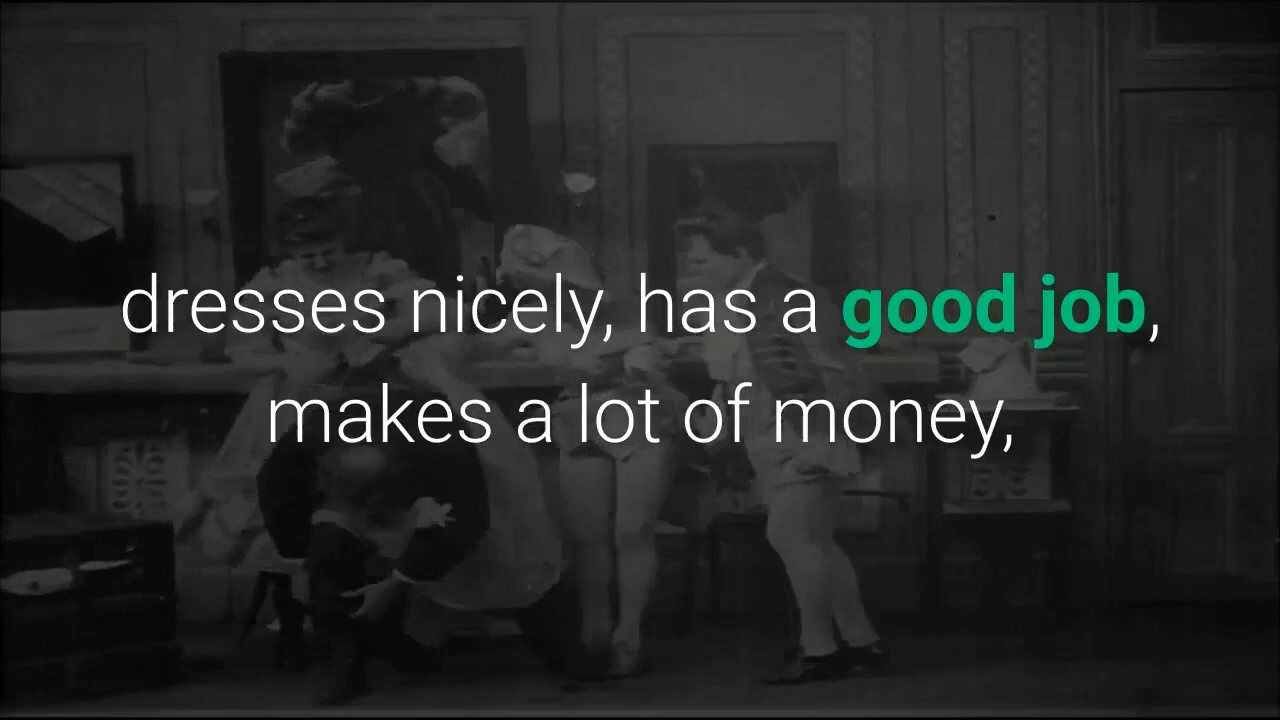 dresses nicely, has a good job,
makes a lot of money,